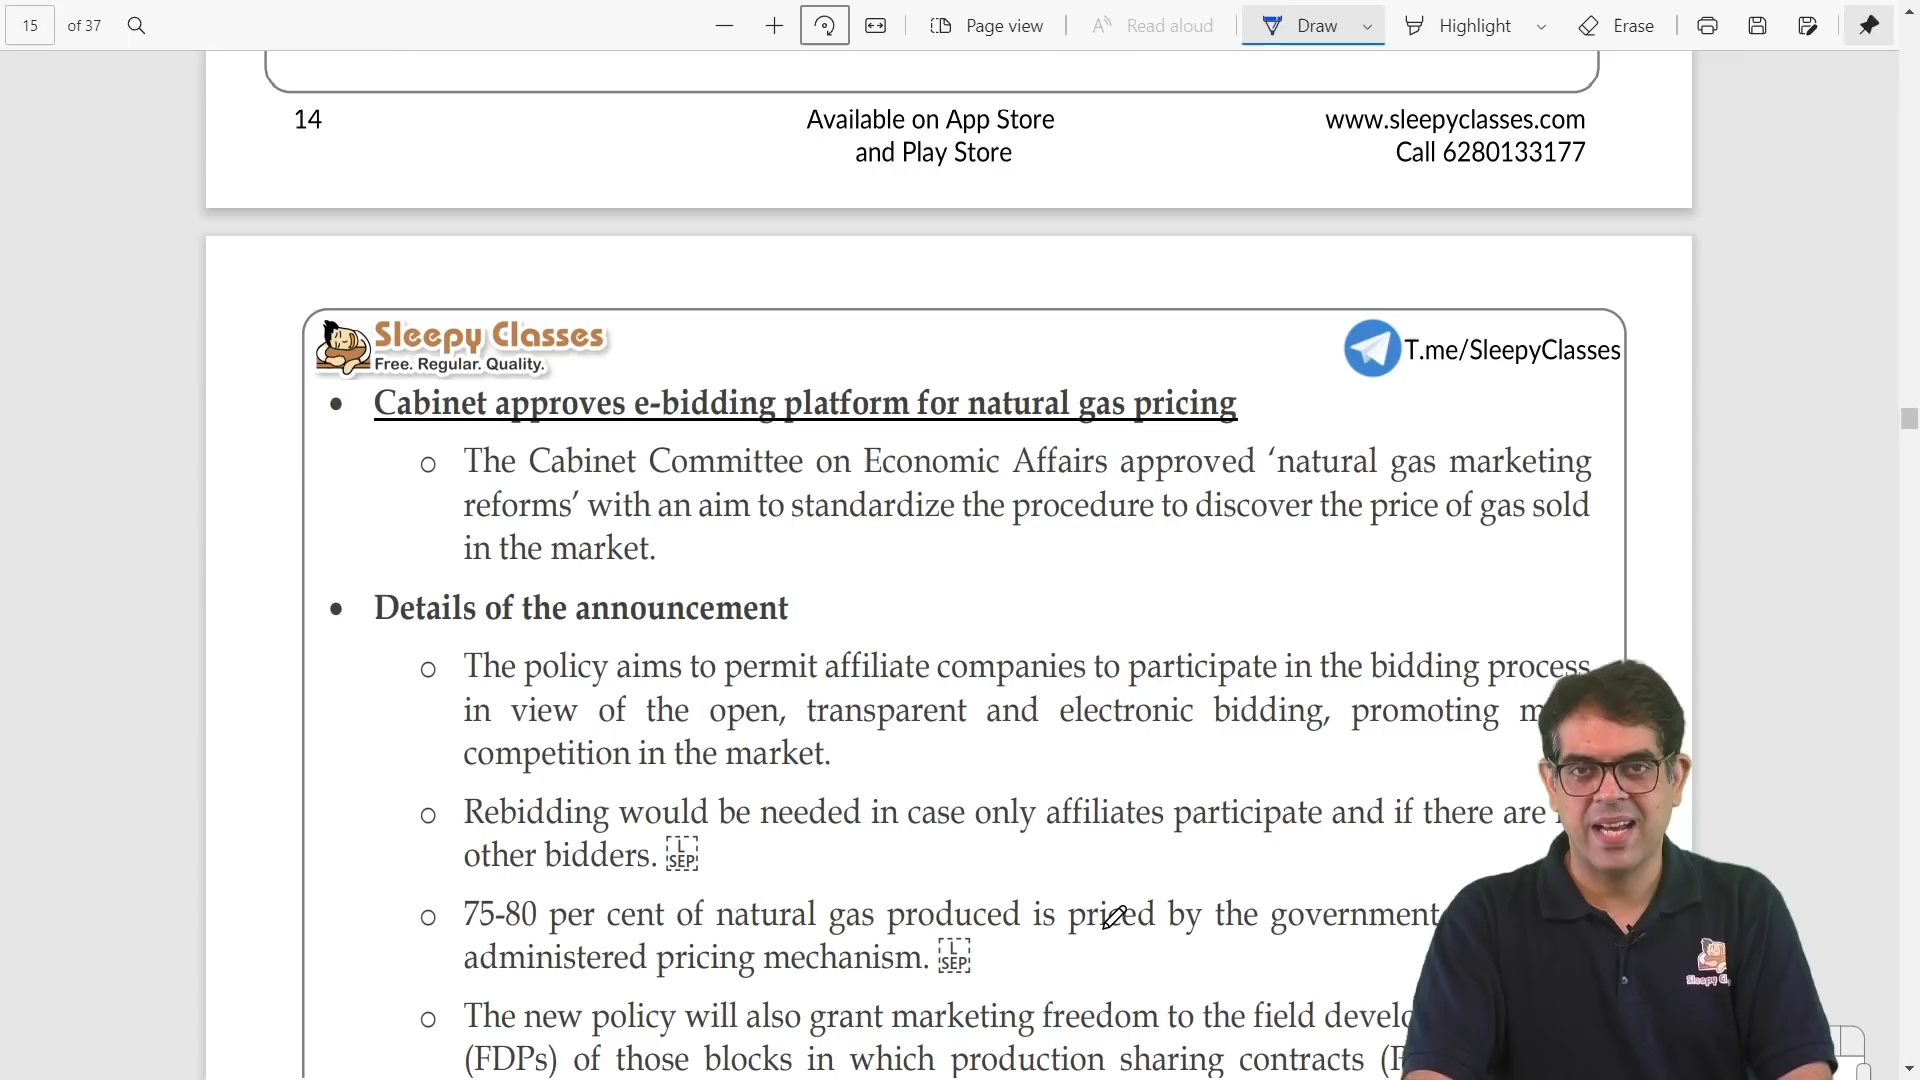 15 of 37 Page view Read aloud Draw Highlight Erase
14 Available on App Store www.sleepyclasses.com
and Play Store Call 6280133177
Sleepy Classes T.me/SleepyClasses
Free. Regular. Quality.
• Cabinet approves e-bidding platform for natural gas pricing
o The Cabinet Committee on Economic Affairs approved ‘natural gas marketing
reforms’ with an aim to standardize the procedure to discover the price of gas sold
in the market.
• Details of the announcement
o The policy aims to permit affiliate companies to participate in the bidding process
in view of the open, transparent and electronic bidding, promoting
competition in the market.
o Rebidding would be needed in case only affiliates participate and if there are
other bidders. L SEP
o 75-80 per cent of natural gas produced is priced by the government
administered pricing mechanism. L SEP
o The new policy will also grant marketing freedom to the field
(FDPs) of those blocks in which production sharing contracts